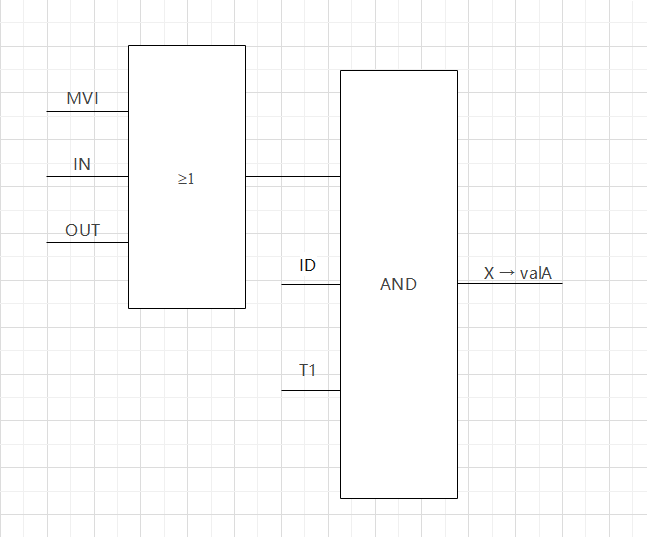 MVI
IN
≥1
OUT
ID
AND
X → valA
T1